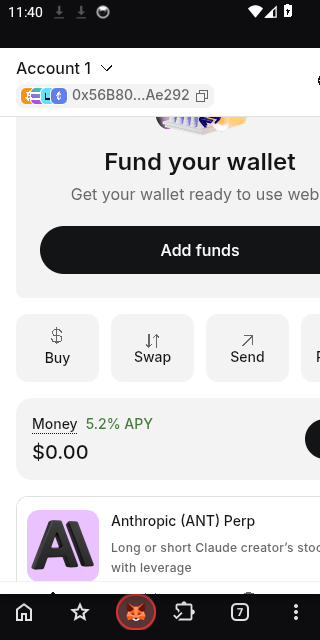 11:40
Account 1
0x56B80...Ae292
Fund your wallet
Get your wallet ready to use web
Add funds
Buy
Swap
Send
Money 5.2% APY
$0.00
Anthropic (ANT) Perp
Long or short Claude creator's stoc
with leverage
7